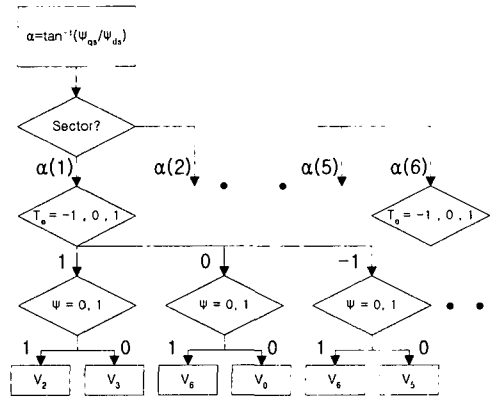 α=tan⁻¹(Ψqs/Ψds)
Sector?
α(1) α(2) α(5) α(6)
Te = -1, 0, 1 Te = -1, 0, 1
1 0 -1
Ψ = 0, 1 Ψ = 0, 1 Ψ = 0, 1
1 0 1 0 1 0
V2 V3 V6 V0 V6 V5